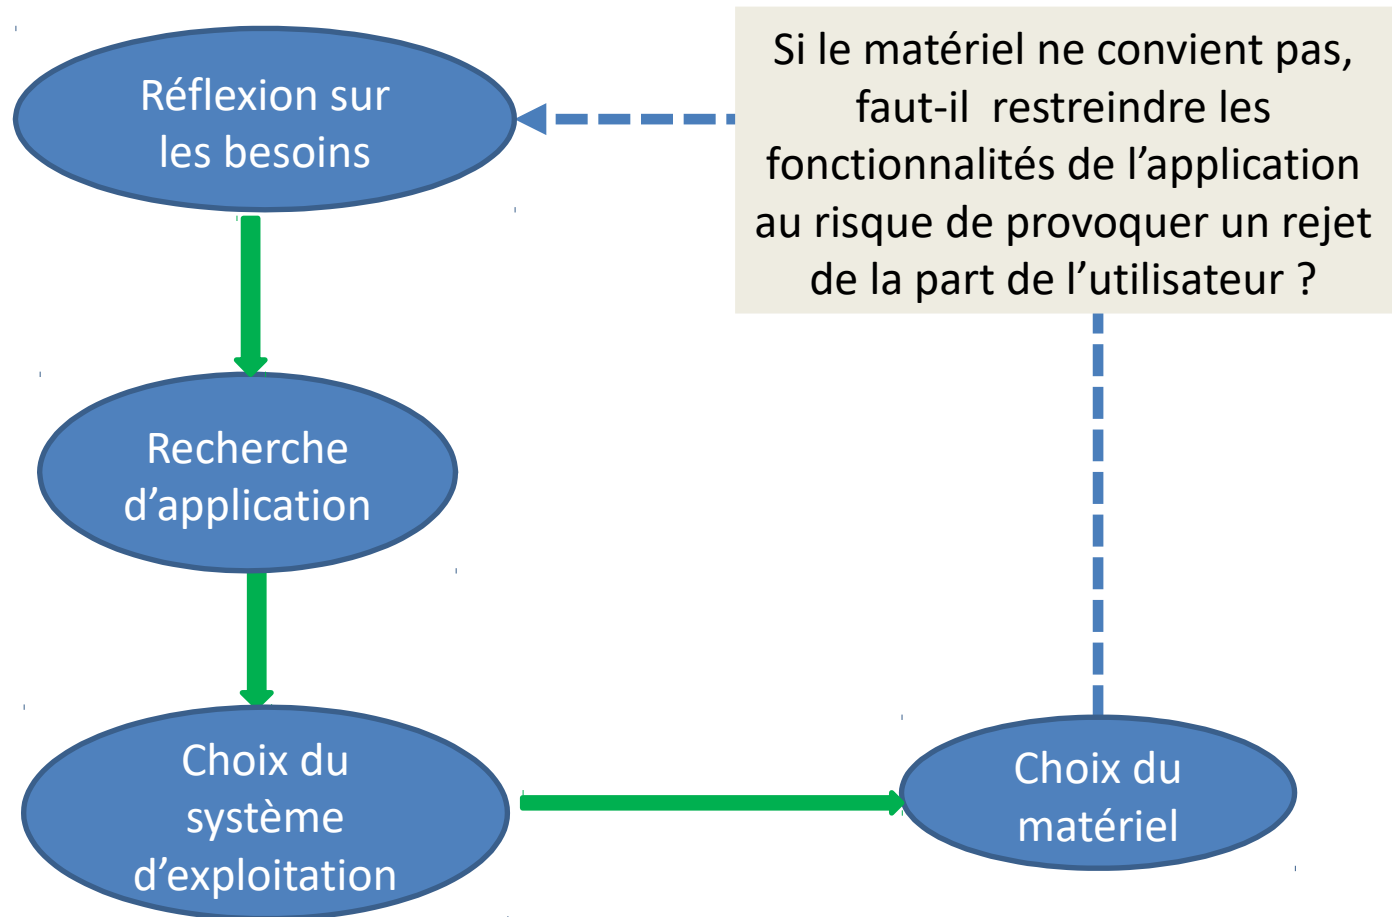 Réflexion sur
les besoins
Si le matériel ne convient pas,
faut-il restreindre les
fonctionnalités de l’application
au risque de provoquer un rejet
de la part de l’utilisateur ?
Recherche
d’application
Choix du
système
d’exploitation
Choix du
matériel